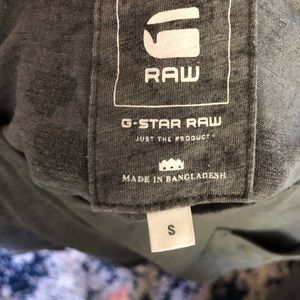 RAW
G-STAR RAW
JUST THE PRODUCT
MADE IN BANGLADESH
S